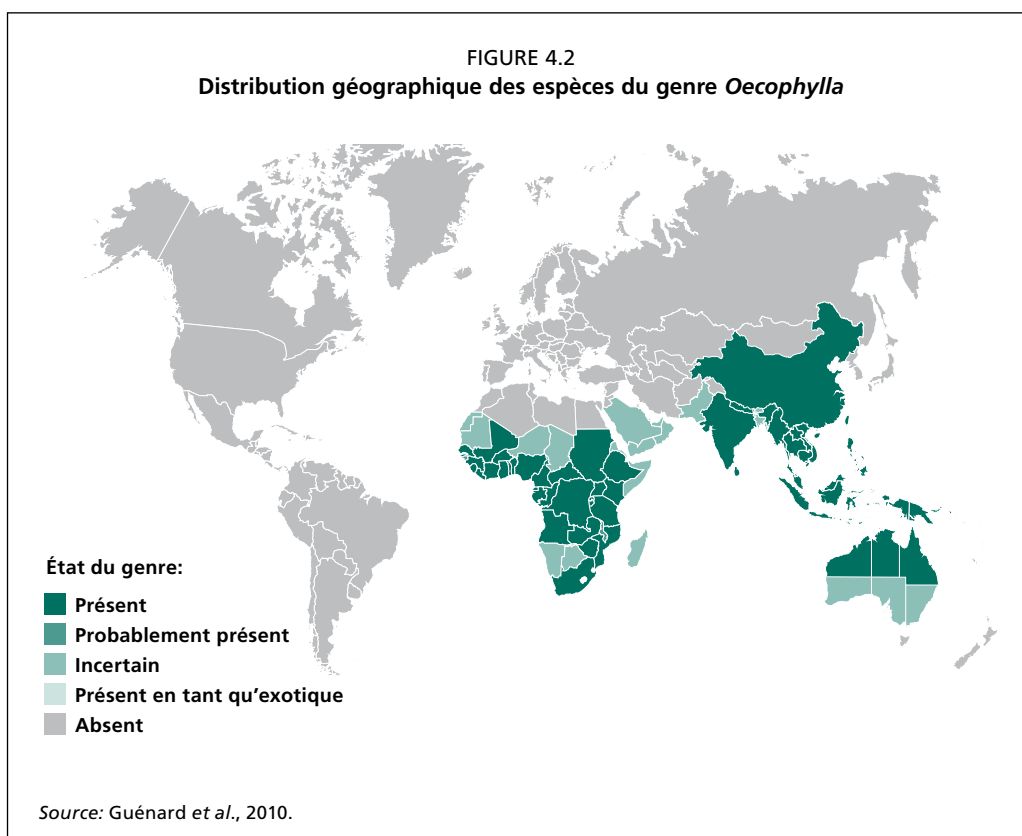 FIGURE 4.2
Distribution géographique des espèces du genre Oecophylla
État du genre:
Présent
Probablement présent
Incertain
Présent en tant qu’exotique
Absent
Source: Guénard et al., 2010.